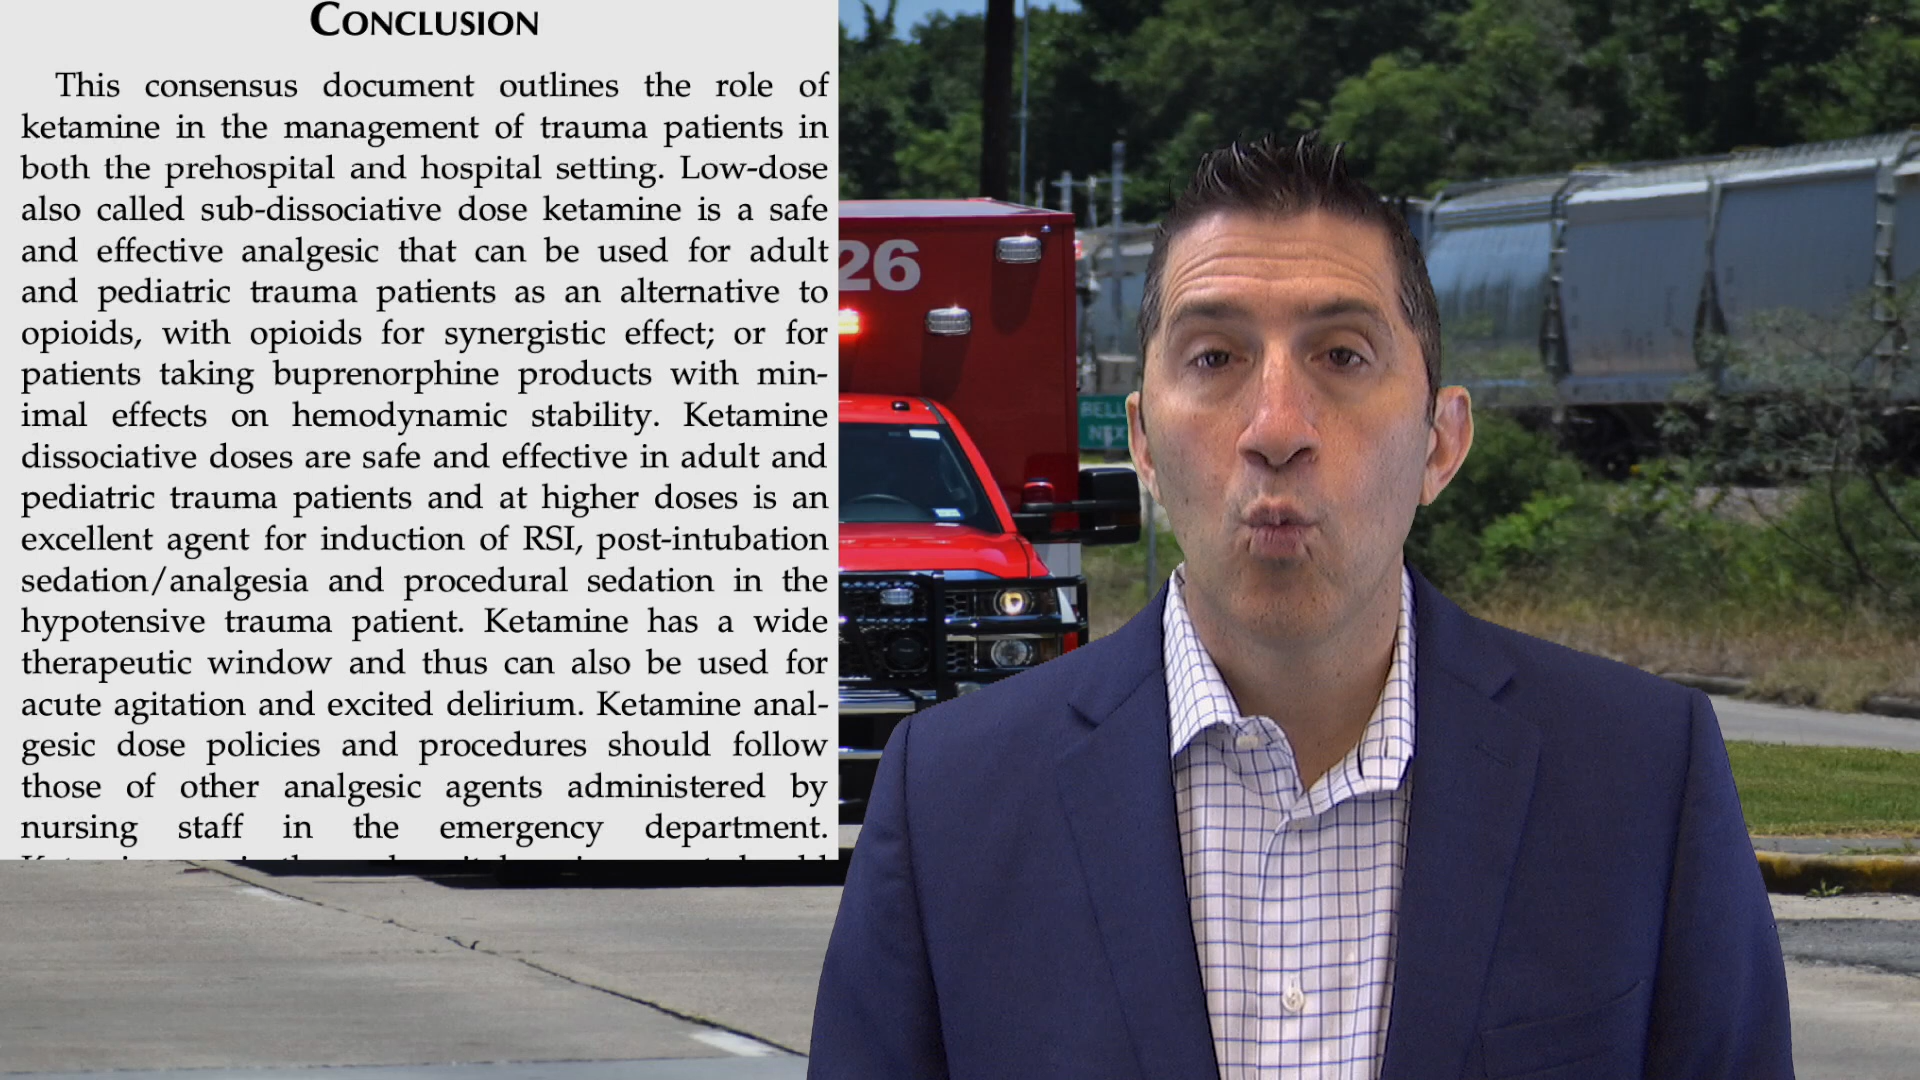 CONCLUSION
This consensus document outlines the role of
ketamine in the management of trauma patients in
both the prehospital and hospital setting. Low-dose
also called sub-dissociative dose ketamine is a safe
and effective analgesic that can be used for adult
and pediatric trauma patients as an alternative to
opioids, with opioids for synergistic effect; or for
patients taking buprenorphine products with min-
imal effects on hemodynamic stability. Ketamine
dissociative doses are safe and effective in adult and
pediatric trauma patients and at higher doses is an
excellent agent for induction of RSI, post-intubation
sedation/analgesia and procedural sedation in the
hypotensive trauma patient. Ketamine has a wide
therapeutic window and thus can also be used for
acute agitation and excited delirium. Ketamine anal-
gesic dose policies and procedures should follow
those of other analgesic agents administered by
nursing staff in the emergency department.
26
BELL